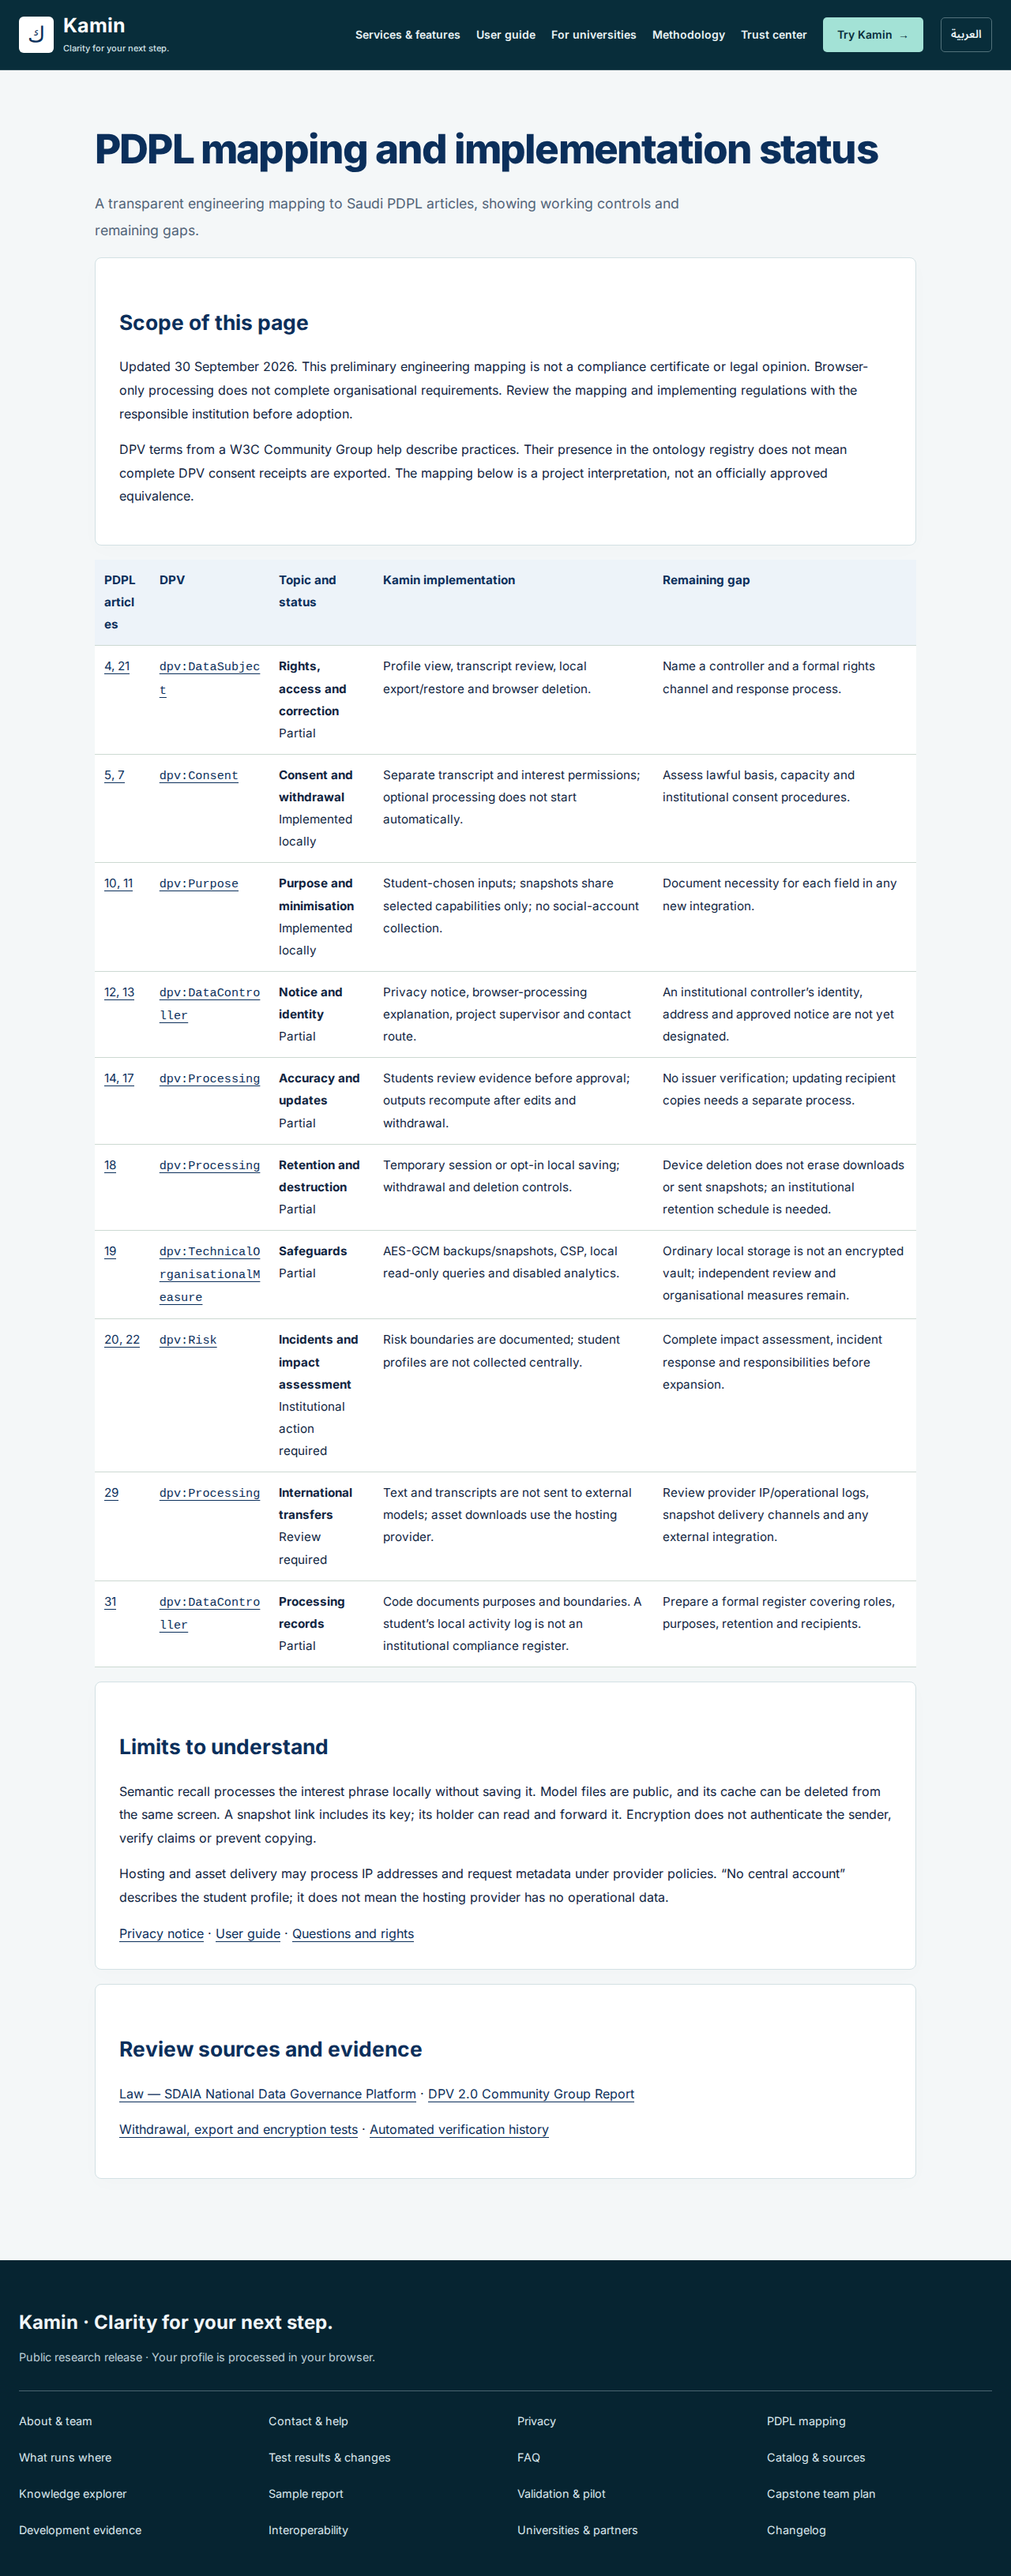 ك
Kamin
Clarity for your next step.
Services & features
User guide
For universities
Methodology
Trust center
Try Kamin →
العربية
PDPL mapping and implementation status
A transparent engineering mapping to Saudi PDPL articles, showing working controls and
remaining gaps.
Scope of this page
Updated 30 September 2026. This preliminary engineering mapping is not a compliance certificate or legal opinion. Browser-
only processing does not complete organisational requirements. Review the mapping and implementing regulations with the
responsible institution before adoption.
DPV terms from a W3C Community Group help describe practices. Their presence in the ontology registry does not mean
complete DPV consent receipts are exported. The mapping below is a project interpretation, not an officially approved
equivalence.
PDPL
articl
es
DPV
Topic and
status
Kamin implementation
Remaining gap
4, 21
dpv:DataSubjec
t
Rights,
access and
correction
Partial
Profile view, transcript review, local
export/restore and browser deletion.
Name a controller and a formal rights
channel and response process.
5, 7
dpv:Consent
Consent and
withdrawal
Implemented
locally
Separate transcript and interest permissions;
optional processing does not start
automatically.
Assess lawful basis, capacity and
institutional consent procedures.
10, 11
dpv:Purpose
Purpose and
minimisation
Implemented
locally
Student-chosen inputs; snapshots share
selected capabilities only; no social-account
collection.
Document necessity for each field in any
new integration.
12, 13
dpv:DataContro
ller
Notice and
identity
Partial
Privacy notice, browser-processing
explanation, project supervisor and contact
route.
An institutional controller’s identity,
address and approved notice are not yet
designated.
14, 17
dpv:Processing
Accuracy and
updates
Partial
Students review evidence before approval;
outputs recompute after edits and
withdrawal.
No issuer verification; updating recipient
copies needs a separate process.
18
dpv:Processing
Retention and
destruction
Partial
Temporary session or opt-in local saving;
withdrawal and deletion controls.
Device deletion does not erase downloads
or sent snapshots; an institutional
retention schedule is needed.
19
dpv:TechnicalO
rganisationalM
easure
Safeguards
Partial
AES-GCM backups/snapshots, CSP, local
read-only queries and disabled analytics.
Ordinary local storage is not an encrypted
vault; independent review and
organisational measures remain.
20, 22
dpv:Risk
Incidents and
impact
assessment
Institutional
action
required
Risk boundaries are documented; student
profiles are not collected centrally.
Complete impact assessment, incident
response and responsibilities before
expansion.
29
dpv:Processing
International
transfers
Review
required
Text and transcripts are not sent to external
models; asset downloads use the hosting
provider.
Review provider IP/operational logs,
snapshot delivery channels and any
external integration.
31
dpv:DataContro
ller
Processing
records
Partial
Code documents purposes and boundaries. A
student’s local activity log is not an
institutional compliance register.
Prepare a formal register covering roles,
purposes, retention and recipients.
Limits to understand
Semantic recall processes the interest phrase locally without saving it. Model files are public, and its cache can be deleted from
the same screen. A snapshot link includes its key; its holder can read and forward it. Encryption does not authenticate the sender,
verify claims or prevent copying.
Hosting and asset delivery may process IP addresses and request metadata under provider policies. “No central account”
describes the student profile; it does not mean the hosting provider has no operational data.
Privacy notice · User guide · Questions and rights
Review sources and evidence
Law — SDAIA National Data Governance Platform · DPV 2.0 Community Group Report
Withdrawal, export and encryption tests · Automated verification history
Kamin · Clarity for your next step.
Public research release · Your profile is processed in your browser.
About & team
Contact & help
Privacy
PDPL mapping
What runs where
Test results & changes
FAQ
Catalog & sources
Knowledge explorer
Sample report
Validation & pilot
Capstone team plan
Development evidence
Interoperability
Universities & partners
Changelog